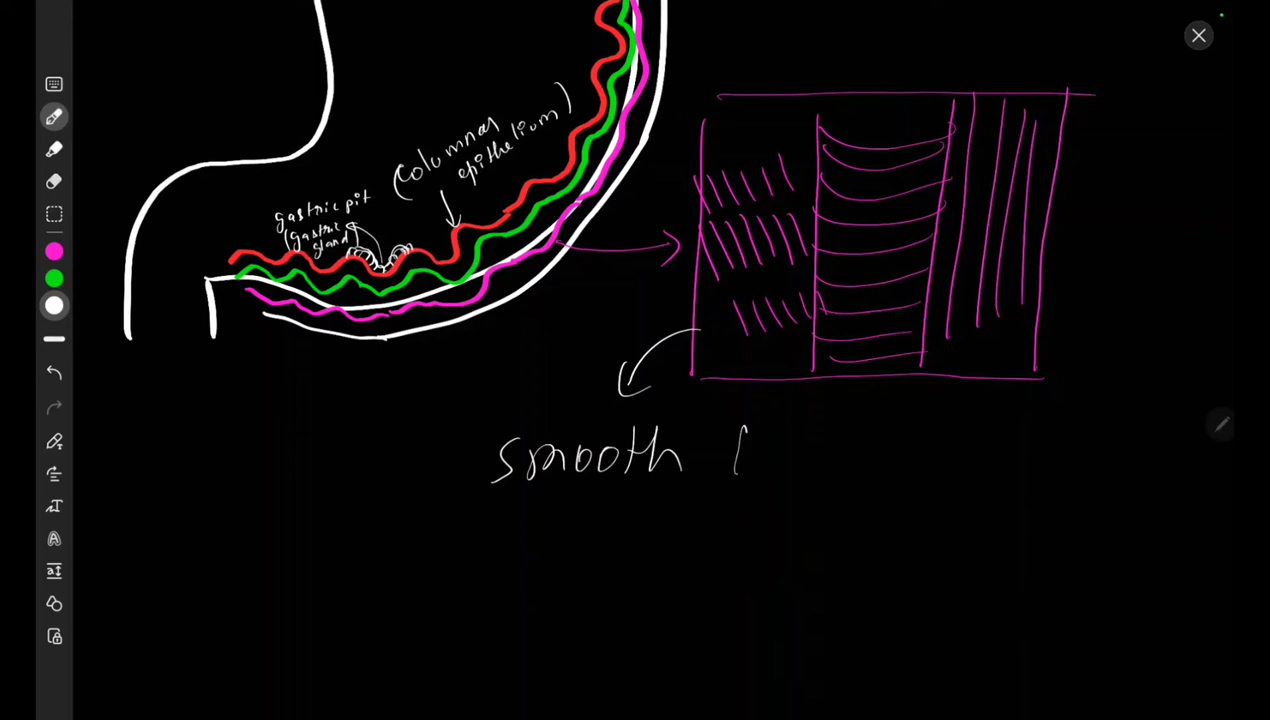 (columnar
epithelium)
gastric pit
(gastric
gland)
smooth